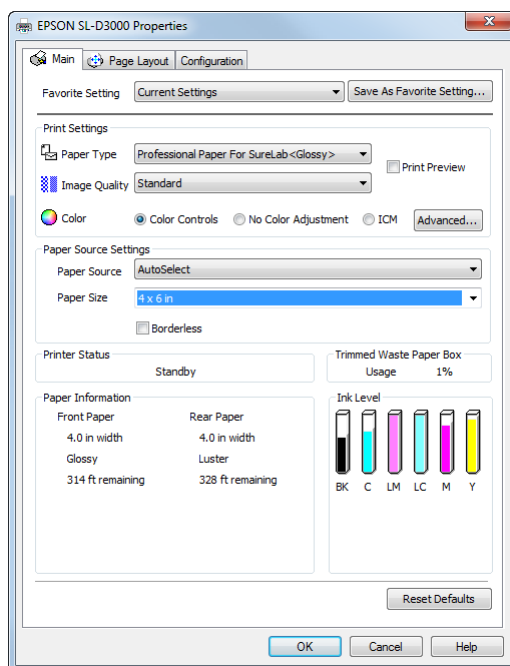 EPSON SL-D3000 Properties
Main Page Layout Configuration
Favorite Setting Current Settings Save As Favorite Setting...
Print Settings
Paper Type Professional Paper For SureLab<Glossy>
Print Preview
Image Quality Standard
Color Color Controls No Color Adjustment ICM Advanced...
Paper Source Settings
Paper Source AutoSelect
Paper Size 4 x 6 in
Borderless
Printer Status Trimmed Waste Paper Box
Standby Usage 1%
Paper Information Ink Level
Front Paper Rear Paper
4.0 in width 4.0 in width
Glossy Luster
314 ft remaining 328 ft remaining
BK C LM LC M Y
Reset Defaults
OK Cancel Help